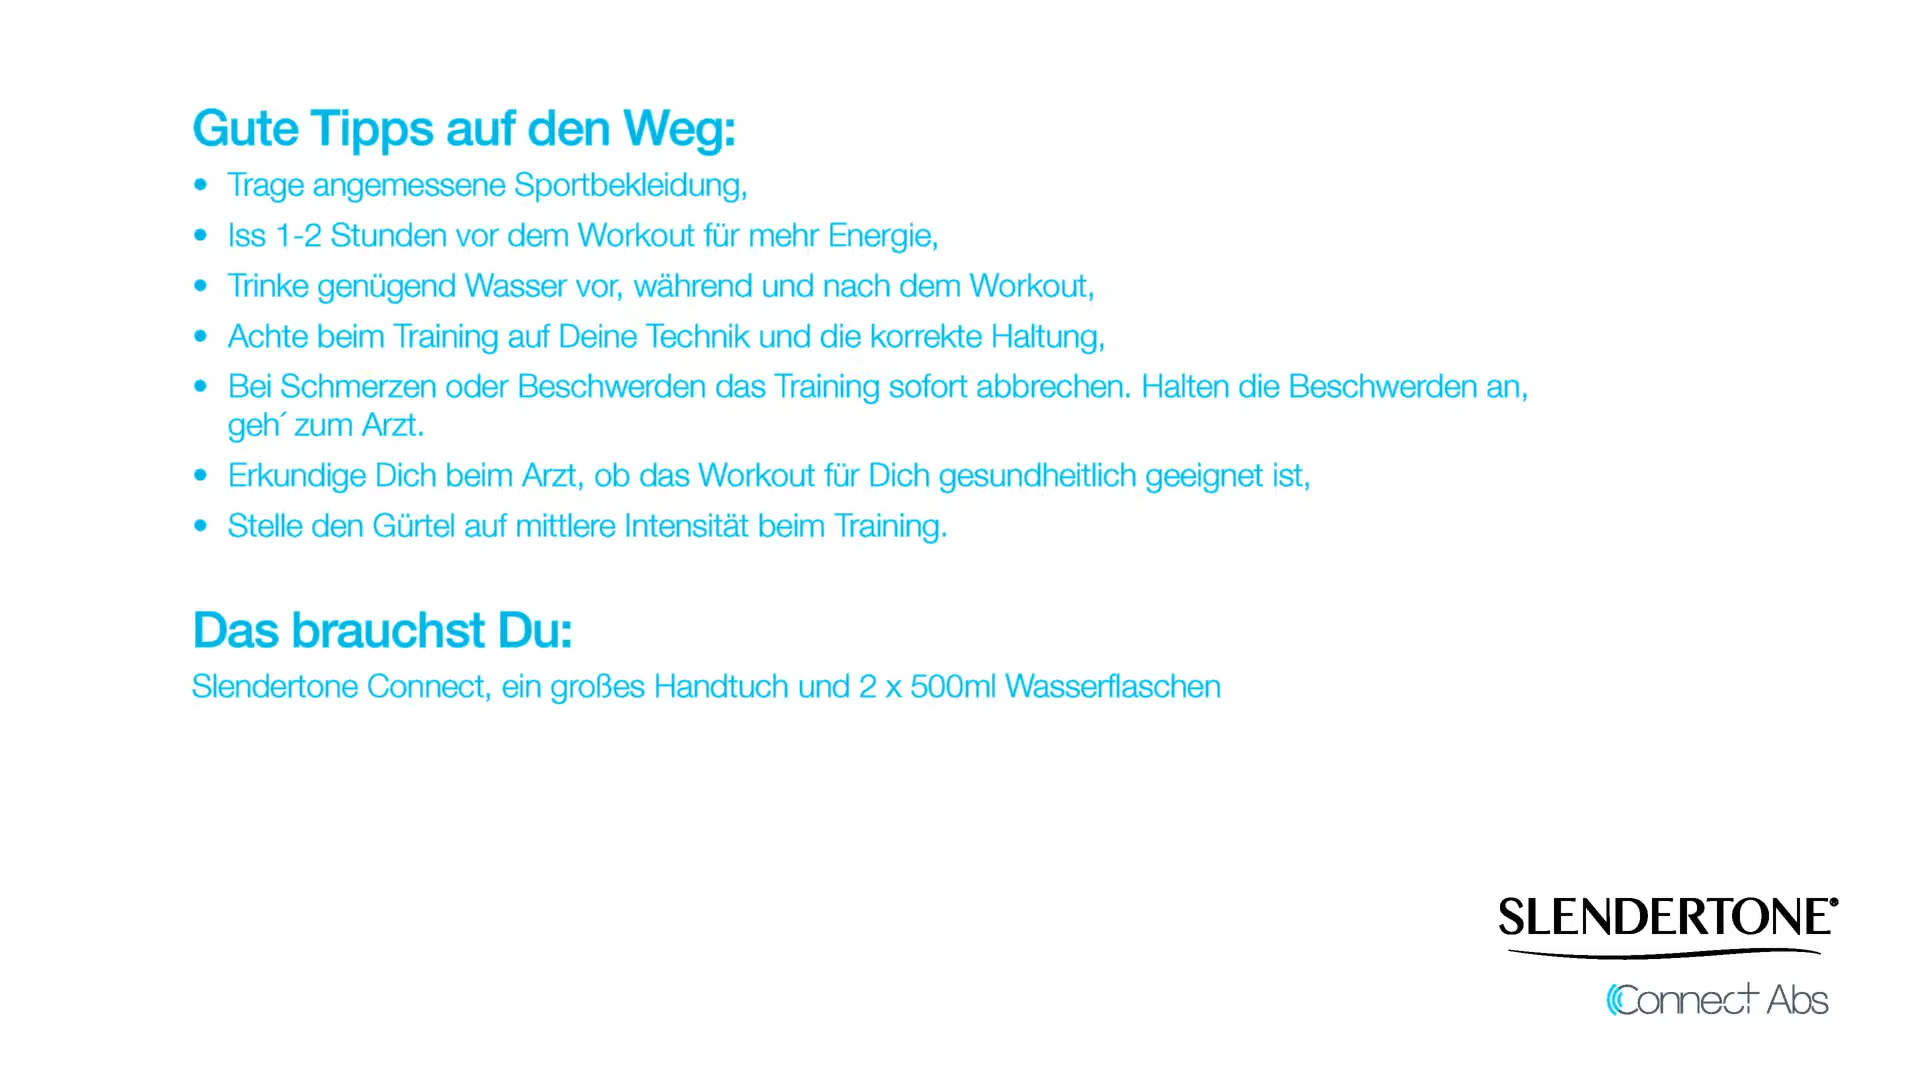 Gute Tipps auf den Weg:
• Trage angemessene Sportbekleidung,
• Iss 1-2 Stunden vor dem Workout für mehr Energie,
• Trinke genügend Wasser vor, während und nach dem Workout,
• Achte beim Training auf Deine Technik und die korrekte Haltung,
• Bei Schmerzen oder Beschwerden das Training sofort abbrechen. Halten die Beschwerden an,
geh´ zum Arzt.
• Erkundige Dich beim Arzt, ob das Workout für Dich gesundheitlich geeignet ist,
• Stelle den Gürtel auf mittlere Intensität beim Training.
Das brauchst Du:
Slendertone Connect, ein großes Handtuch und 2 x 500ml Wasserflaschen
SLENDERTONE®
Connect Abs